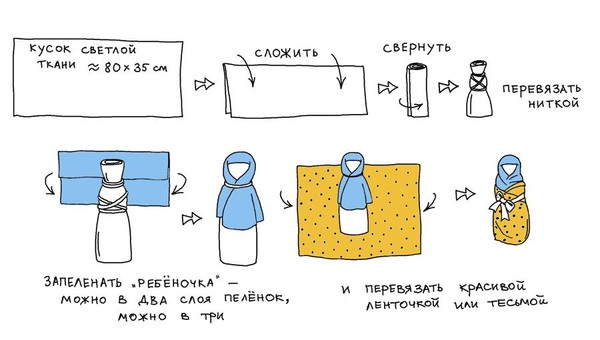 КУСОК СВЕТЛОЙ
ТКАНИ ≈ 80 × 35 см
СЛОЖИТЬ
СВЕРНУТЬ
ПЕРЕВЯЗАТЬ
НИТКОЙ
ЗАПЕЛЕНАТЬ „РЕБЁНОЧКА" —
МОЖНО В ДВА СЛОЯ ПЕЛЁНОК,
МОЖНО В ТРИ
И ПЕРЕВЯЗАТЬ КРАСИВОЙ
ЛЕНТОЧКОЙ ИЛИ ТЕСЬМОЙ